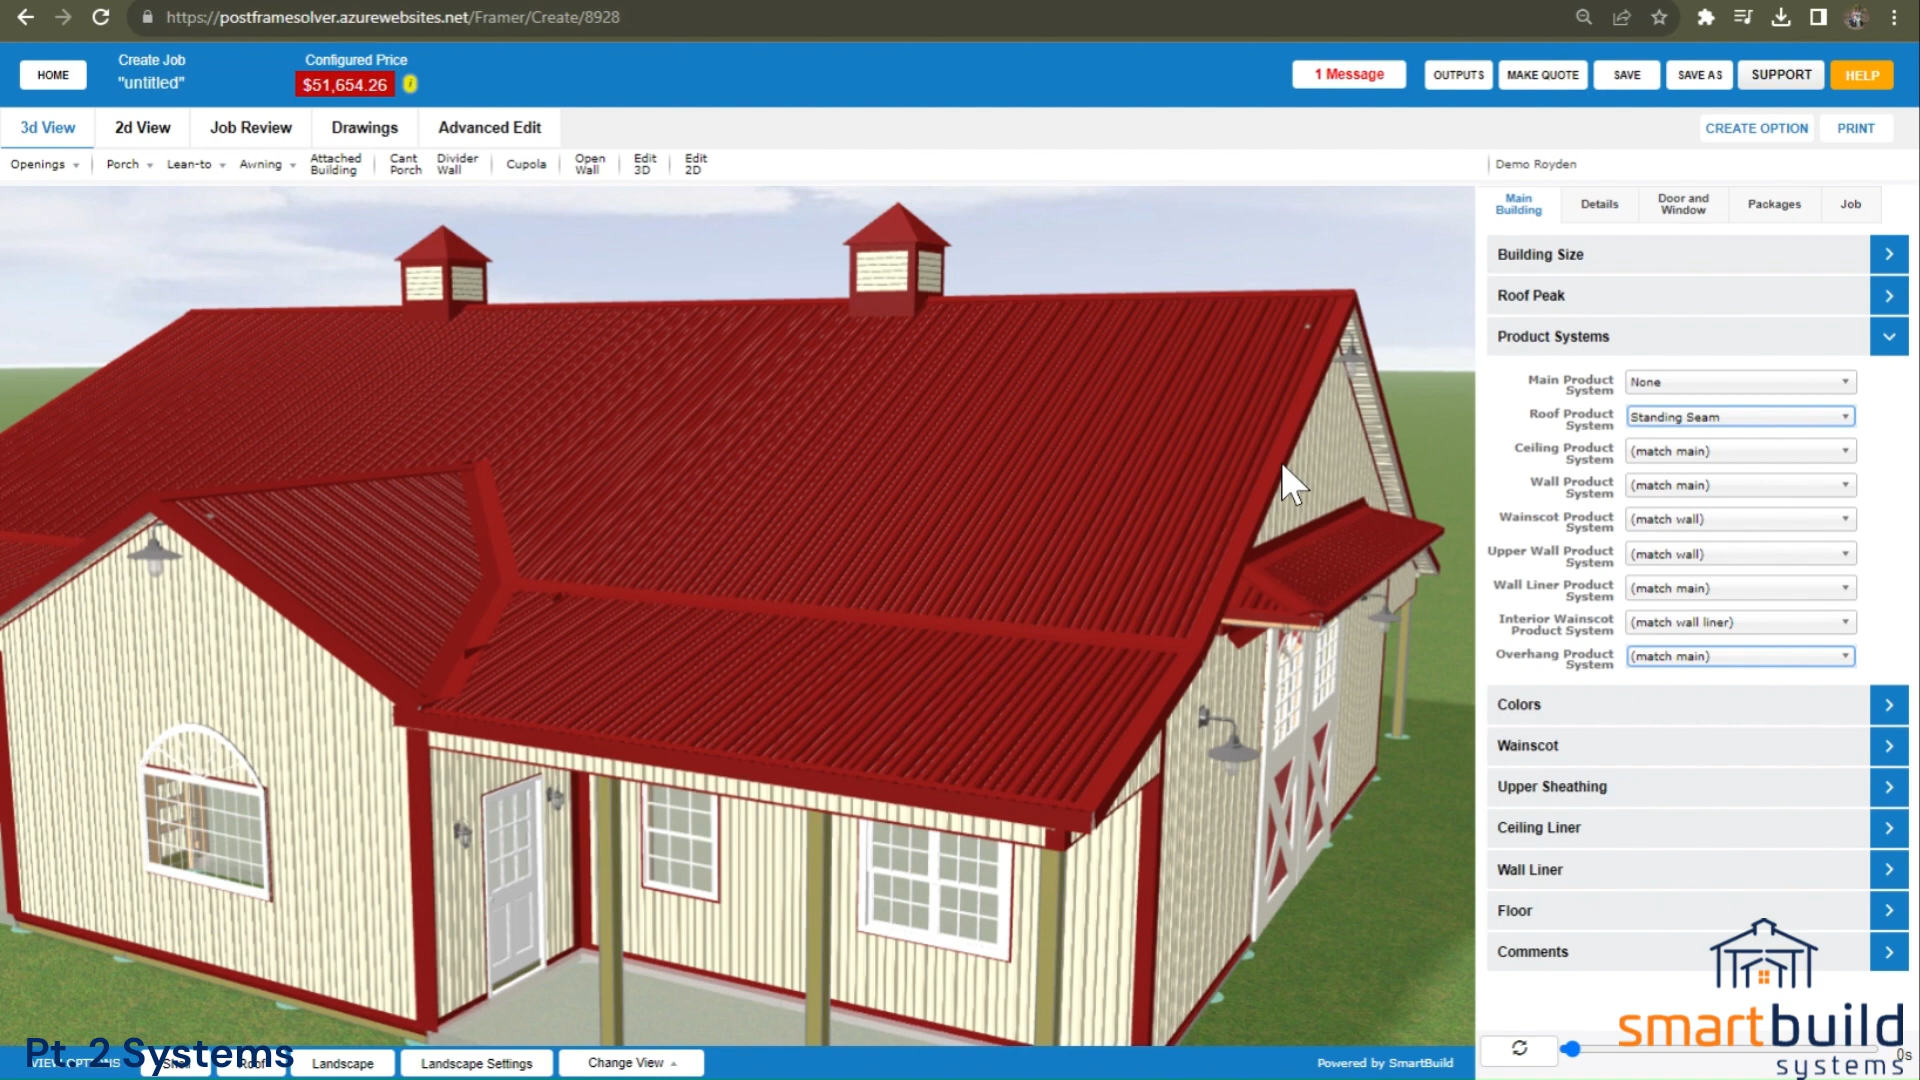 https://postframesolver.azurewebsites.net/Framer/Create/8928
HOME
Create Job
"untitled"
Configured Price
$51,654.26
i
1 Message
OUTPUTS
MAKE QUOTE
SAVE
SAVE AS
SUPPORT
HELP
3d View
2d View
Job Review
Drawings
Advanced Edit
CREATE OPTION
PRINT
Openings
Porch
Lean-to
Awning
Attached
Building
Cant
Porch
Divider
Wall
Cupola
Open
Wall
Edit
3D
Edit
2D
Demo Royden
Main
Building
Details
Door and
Window
Packages
Job
Building Size
Roof Peak
Product Systems
Main Product
System
None
Roof Product
System
Standing Seam
Ceiling Product
System
(match main)
Wall Product
System
(match main)
Wainscot Product
System
(match wall)
Upper Wall Product
System
(match wall)
Wall Liner Product
System
(match main)
Interior Wainscot
Product System
(match wall liner)
Overhang Product
System
(match main)
Colors
Wainscot
Upper Sheathing
Ceiling Liner
Wall Liner
Floor
Comments
smartbuild
systems
0s
Pt. 2 Systems
VIEW OPTIONS
Shell
Roof
Landscape
Landscape Settings
Change View
Powered by SmartBuild